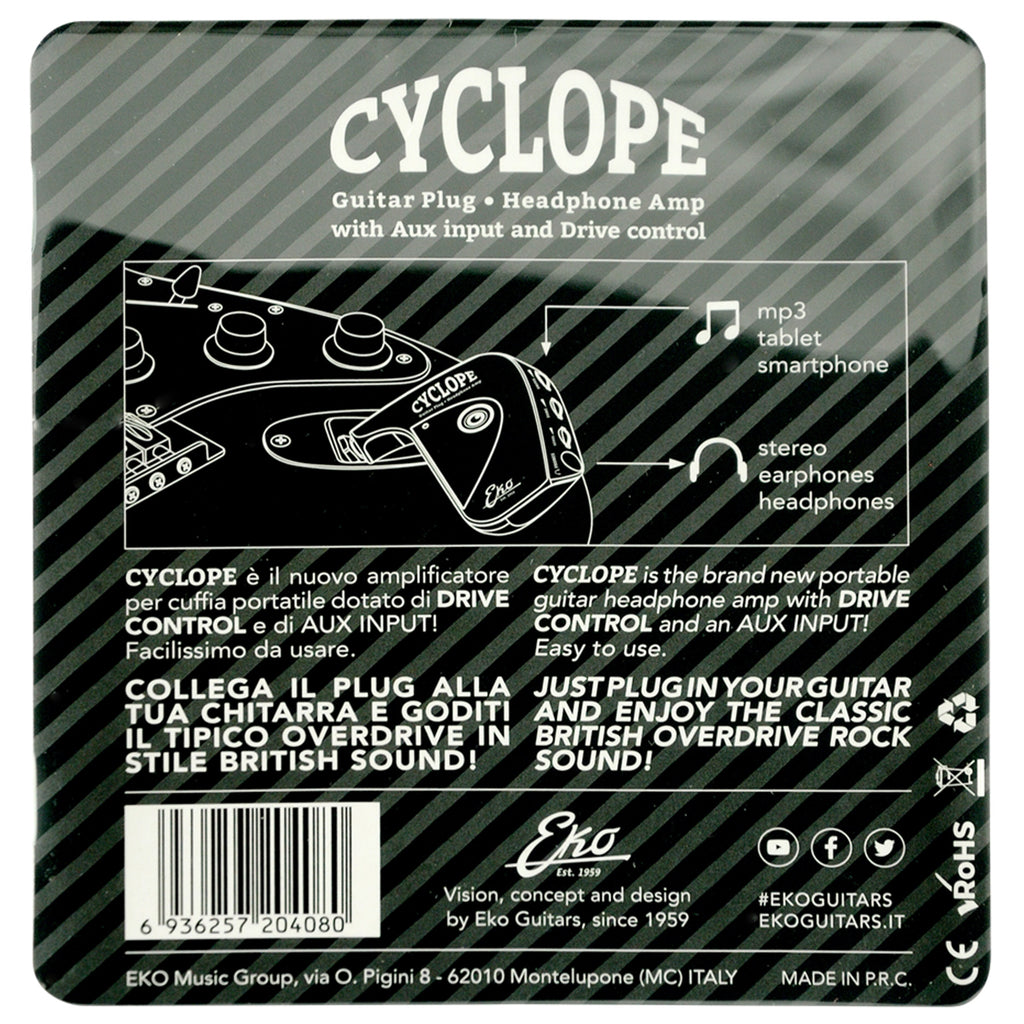 CYCLOPE
Guitar Plug • Headphone Amp
with Aux input and Drive control
mp3
tablet
smartphone
CYCLOPE
Guitar Plug • Headphone Amp
Eko
stereo
earphones
headphones
CYCLOPE è il nuovo amplificatore
per cuffia portatile dotato di DRIVE
CONTROL e di AUX INPUT!
Facilissimo da usare.
COLLEGA IL PLUG ALLA
TUA CHITARRA E GODITI
IL TIPICO OVERDRIVE IN
STILE BRITISH SOUND!
CYCLOPE is the brand new portable
guitar headphone amp with DRIVE
CONTROL and an AUX INPUT!
Easy to use.
JUST PLUG IN YOUR GUITAR
AND ENJOY THE CLASSIC
BRITISH OVERDRIVE ROCK
SOUND!
6 936257 204080
Eko
Est. 1959
Vision, concept and design
by Eko Guitars, since 1959
#EKOGUITARS
EKOGUITARS.IT
CE RoHS
EKO Music Group, via O. Pigini 8 - 62010 Montelupone (MC) ITALY
MADE IN P.R.C.